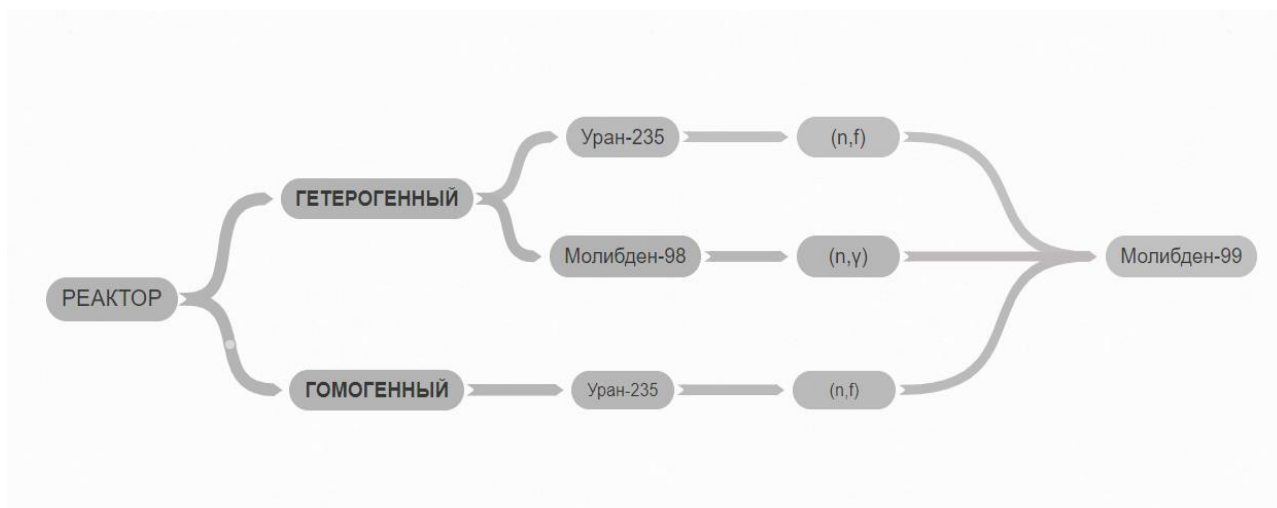 РЕАКТОР
ГЕТЕРОГЕННЫЙ
Уран-235
(n,f)
Молибден-98
(n,γ)
ГОМОГЕННЫЙ
Уран-235
(n,f)
Молибден-99